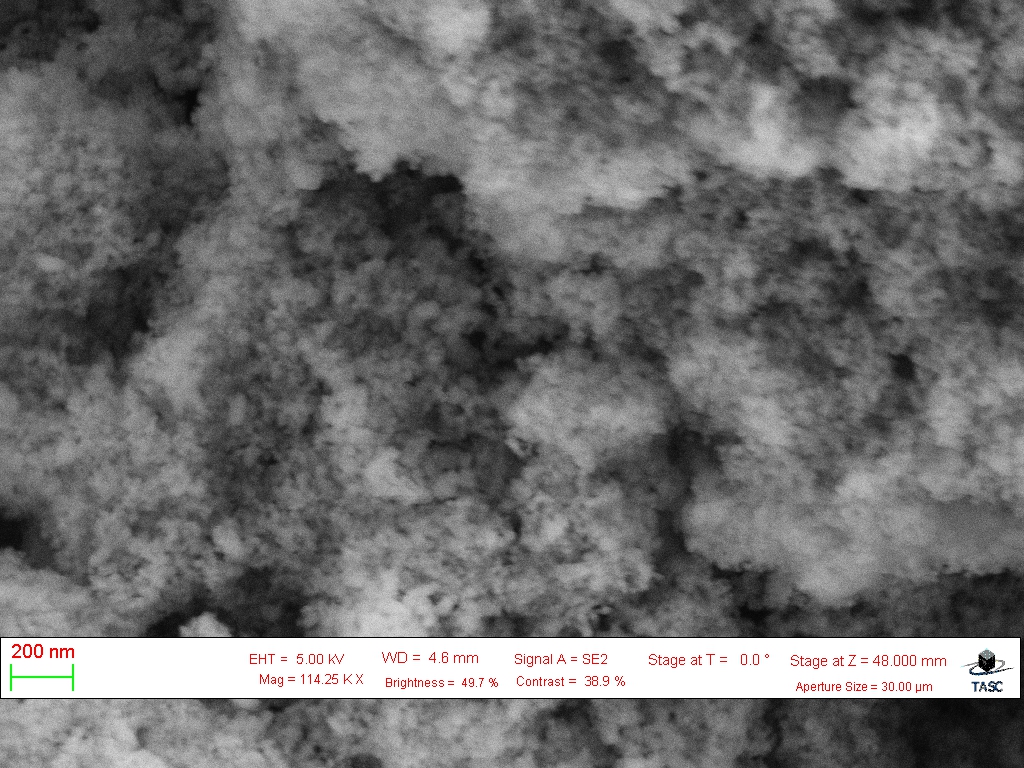 200 nm
EHT = 5.00 kV WD = 4.6 mm Signal A = SE2 Stage at T = 0.0 ° Stage at Z = 48.000 mm
Mag = 114.25 K X Brightness = 49.7 % Contrast = 38.9 % Aperture Size = 30.00 µm
TASC